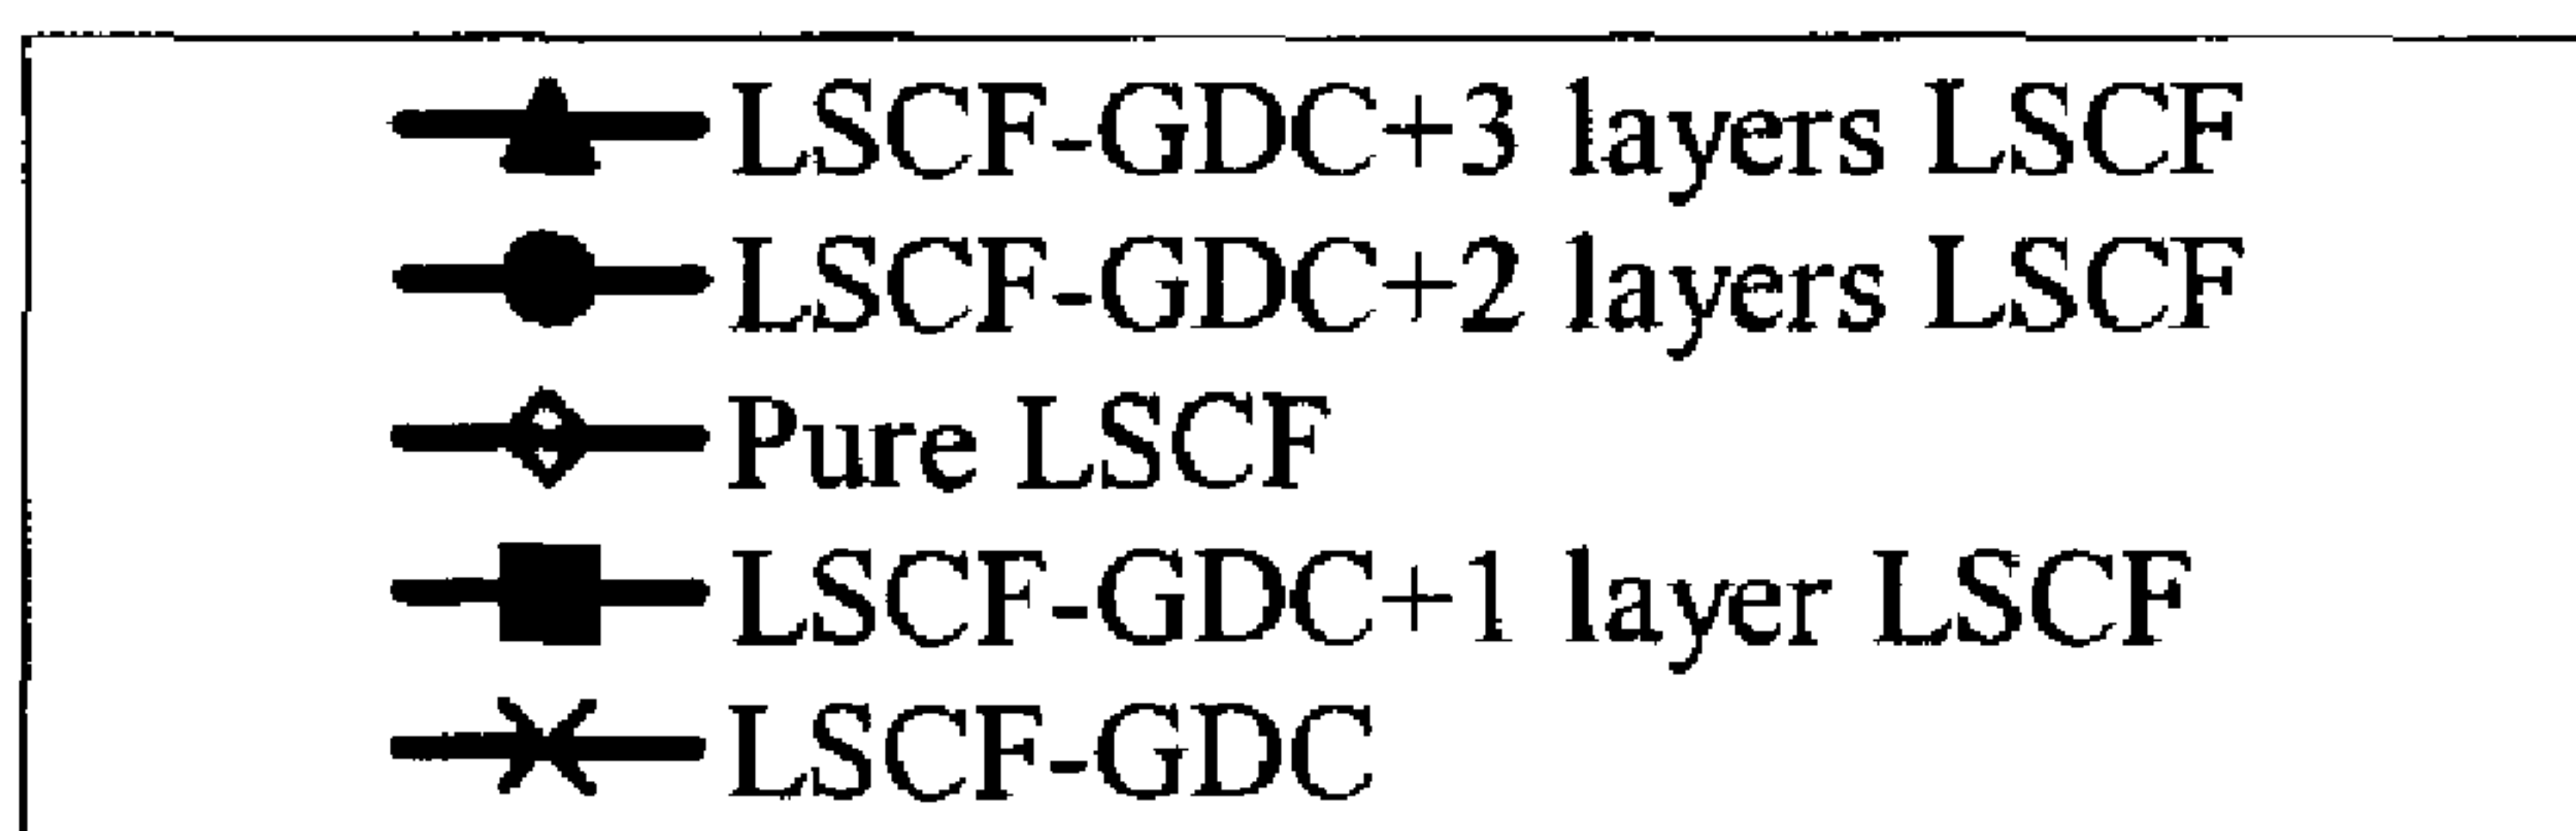 LSCF-GDC+3 layers LSCF
LSCF-GDC+2 layers LSCF
Pure LSCF
LSCF-GDC+1 layer LSCF
LSCF-GDC